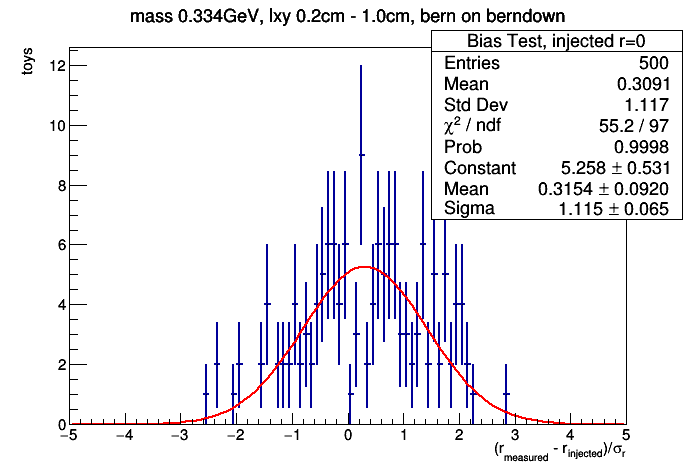 mass 0.334GeV, lxy 0.2cm - 1.0cm, bern on berndown
toys
Bias Test, injected r=0
Entries 500
Mean 0.3091
Std Dev 1.117
χ² / ndf 55.2 / 97
Prob 0.9998
Constant 5.258 ± 0.531
Mean 0.3154 ± 0.0920
Sigma 1.115 ± 0.065
12
10
8
6
4
2
0
−5 −4 −3 −2 −1 0 1 2 3 4 5
(r_measured - r_injected)/σ_r